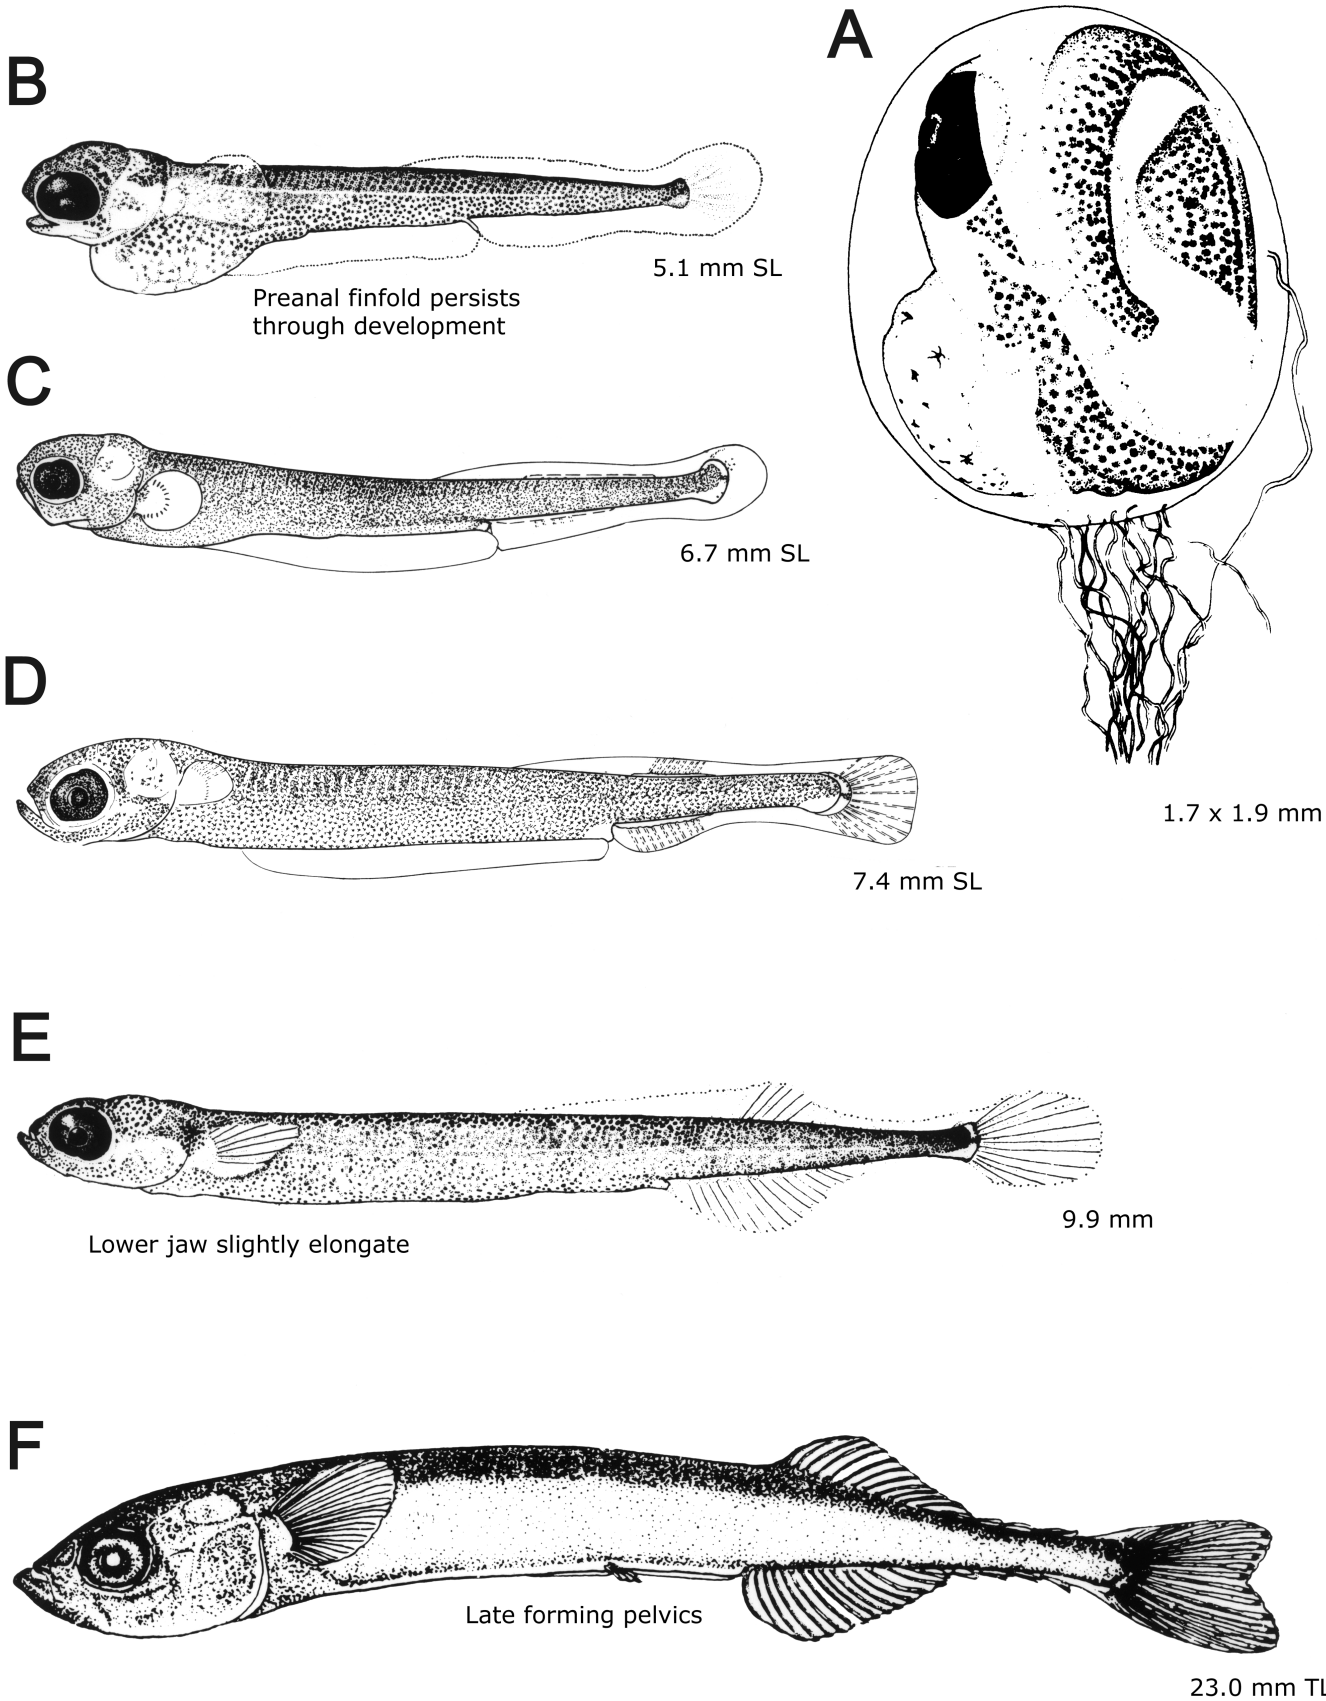 A
1.7 x 1.9 mm
B
5.1 mm SL
Preanal finfold persists
through development
C
6.7 mm SL
D
7.4 mm SL
E
9.9 mm
Lower jaw slightly elongate
F
Late forming pelvics
23.0 mm TL